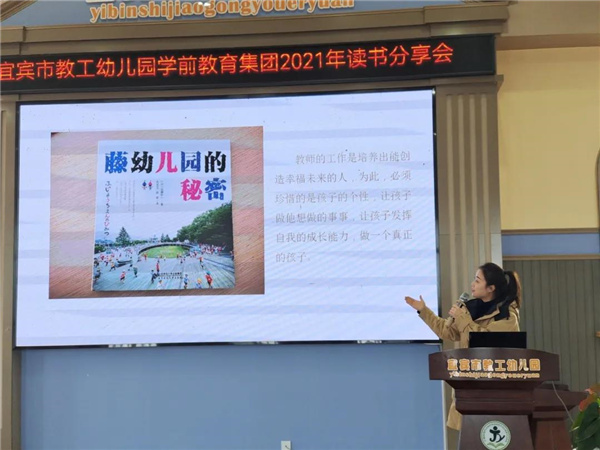 yibinshijiaogongyoueryuan
宜宾市教工幼儿园学前教育集团2021年读书分享会
藤幼儿园的
秘密
教师的工作是培养出能创
造幸福未来的人，为此，必须
珍惜的是孩子的个性，让孩子
做他想做的事事，让孩子发挥
自我的成长能力，做一个真正
的孩子。
宜宾市教工幼儿园
yibinshijiaogongyoueryuan